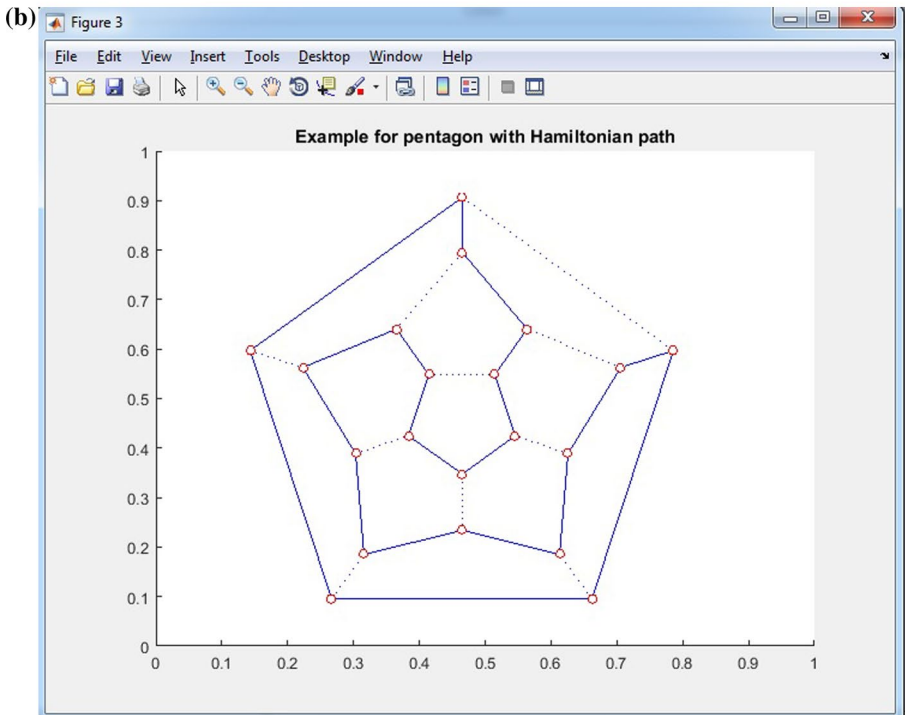 (b)
Figure 3
File Edit View Insert Tools Desktop Window Help
Example for pentagon with Hamiltonian path
1
0.9
0.8
0.7
0.6
0.5
0.4
0.3
0.2
0.1
0
0 0.1 0.2 0.3 0.4 0.5 0.6 0.7 0.8 0.9 1